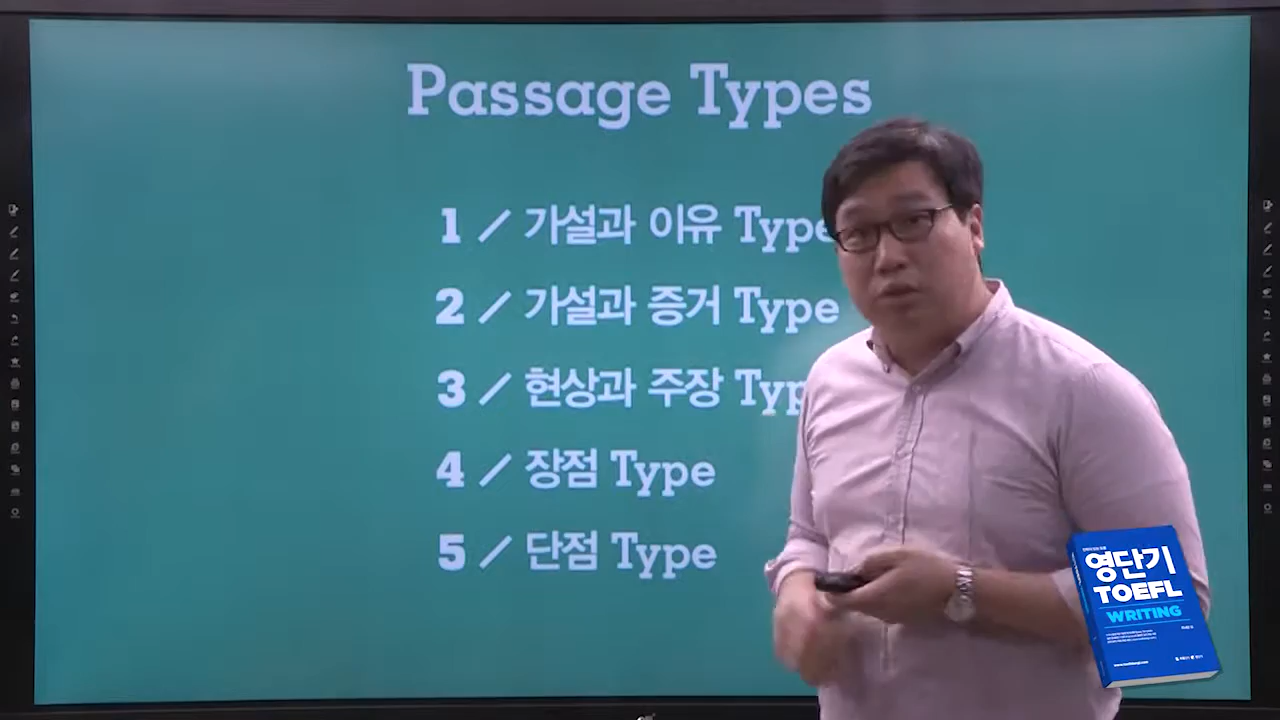 Passage Types
1 / 가설과 이유 Type
2 / 가설과 증거 Type
3 / 현상과 주장 Typ
4 / 장점 Type
5 / 단점 Type
영단기
TOEFL
WRITING